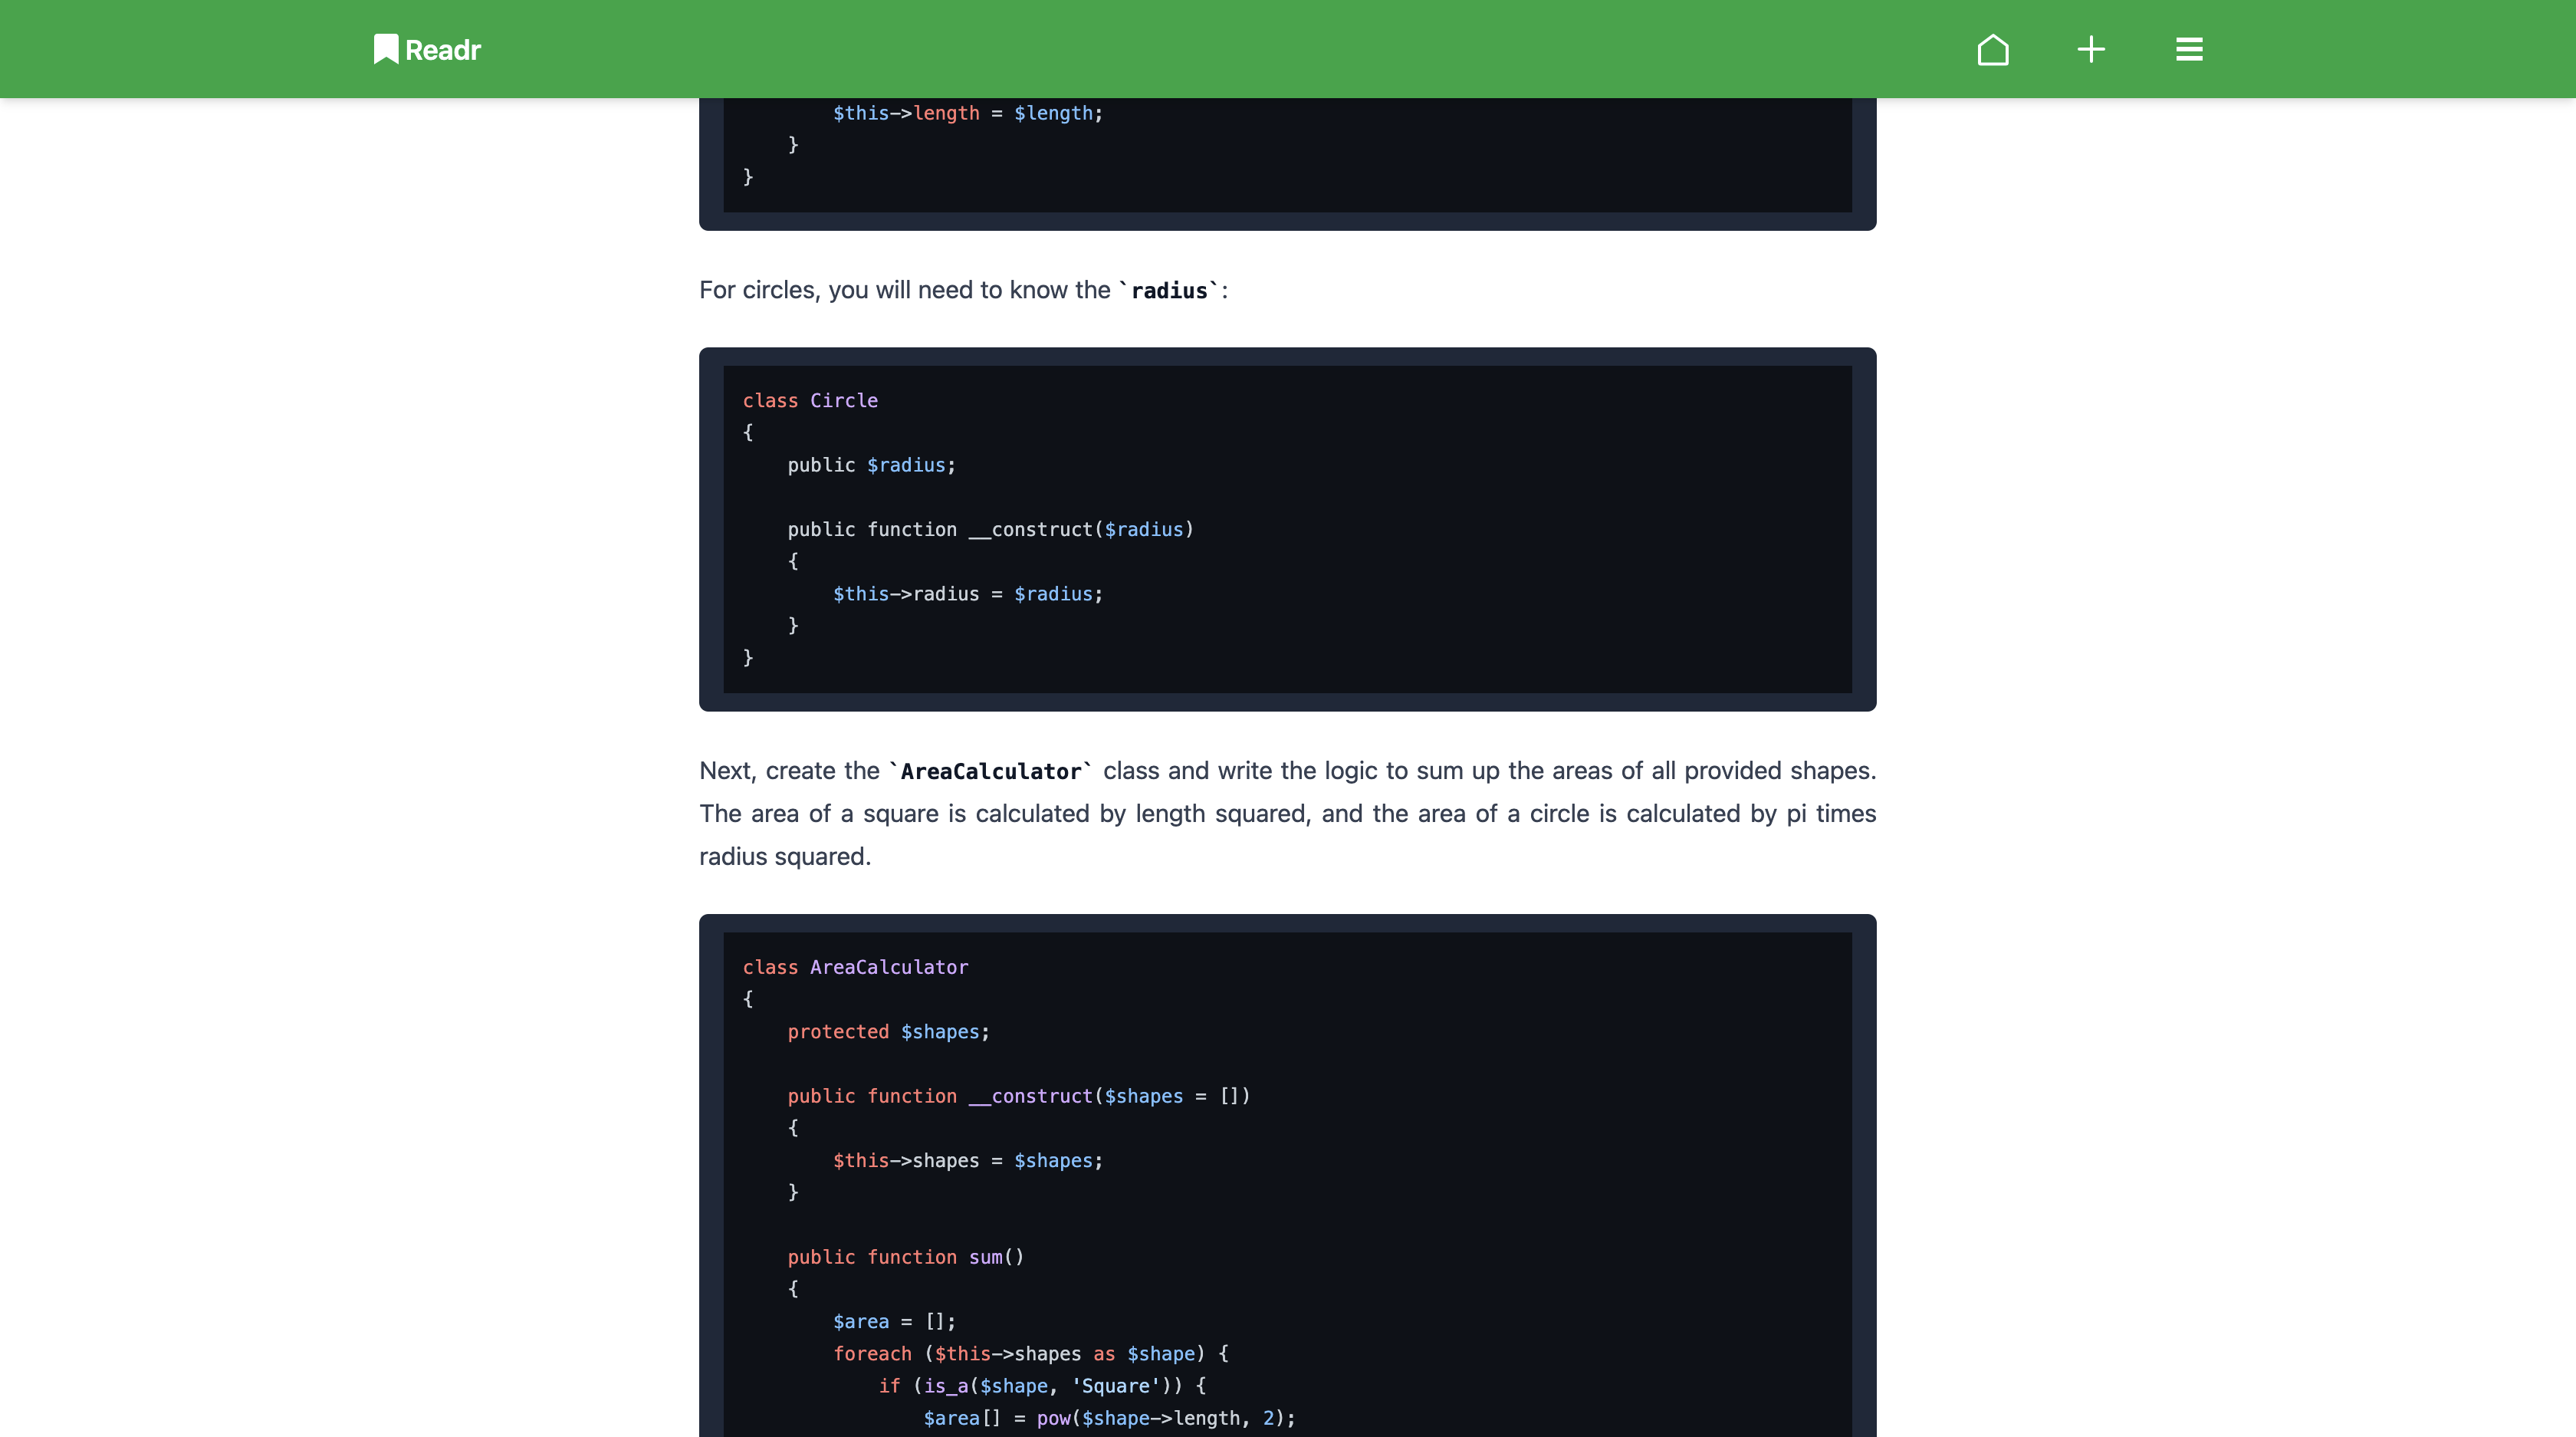 Readr
        $this->length = $length;
    }
}
For circles, you will need to know the `radius`:
class Circle
{
    public $radius;
    public function __construct($radius)
    {
        $this->radius = $radius;
    }
}
Next, create the `AreaCalculator` class and write the logic to sum up the areas of all provided shapes.
The area of a square is calculated by length squared, and the area of a circle is calculated by pi times
radius squared.
class AreaCalculator
{
    protected $shapes;
    public function __construct($shapes = [])
    {
        $this->shapes = $shapes;
    }
    public function sum()
    {
        $area = [];
        foreach ($this->shapes as $shape) {
            if (is_a($shape, 'Square')) {
                $area[] = pow($shape->length, 2);